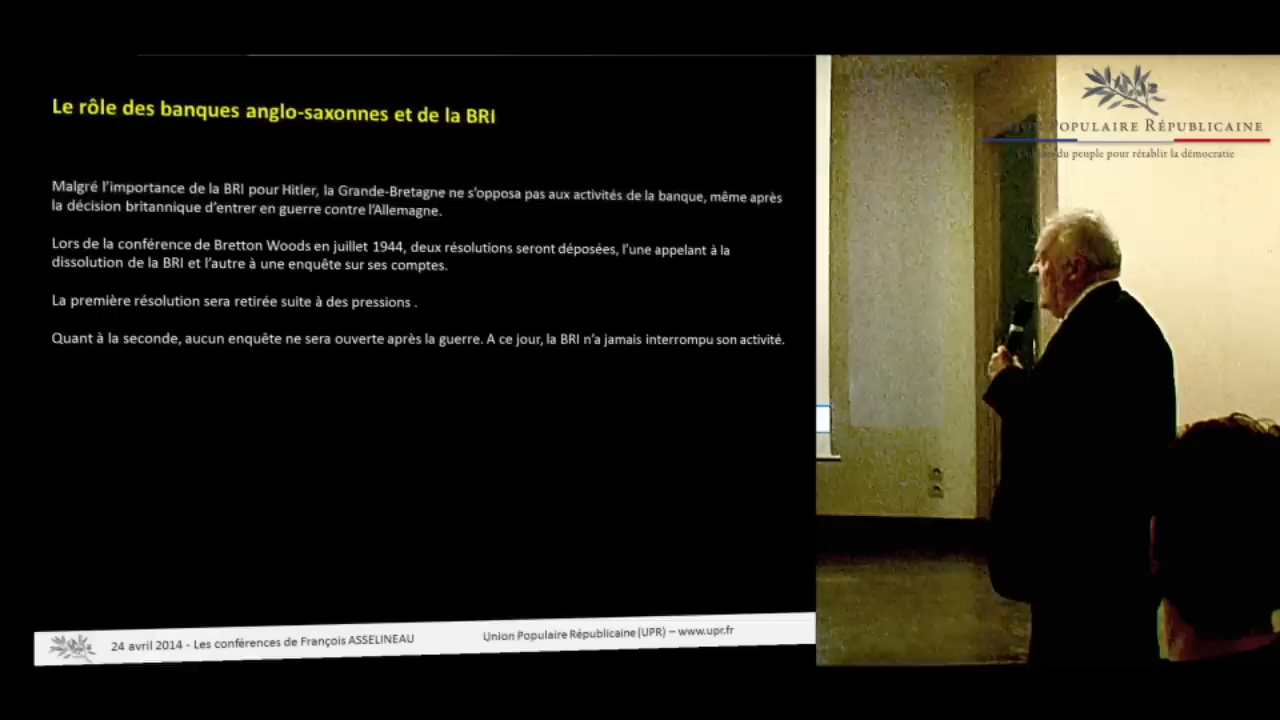 Le rôle des banques anglo-saxonnes et de la BRI
Malgré l'importance de la BRI pour Hitler, la Grande-Bretagne ne s'opposa pas aux activités de la banque, même après
la décision britannique d'entrer en guerre contre l'Allemagne.
Lors de la conférence de Bretton Woods en juillet 1944, deux résolutions seront déposées, l'une appelant à la
dissolution de la BRI et l'autre à une enquête sur ses comptes.
La première résolution sera retirée suite à des pressions .
Quant à la seconde, aucun enquête ne sera ouverte après la guerre. A ce jour, la BRI n'a jamais interrompu son activité.
24 avril 2014 - Les conférences de François ASSELINEAU
Union Populaire Républicaine (UPR) – www.upr.fr
Populaire Républicaine
du peuple pour rétablir la démocratie